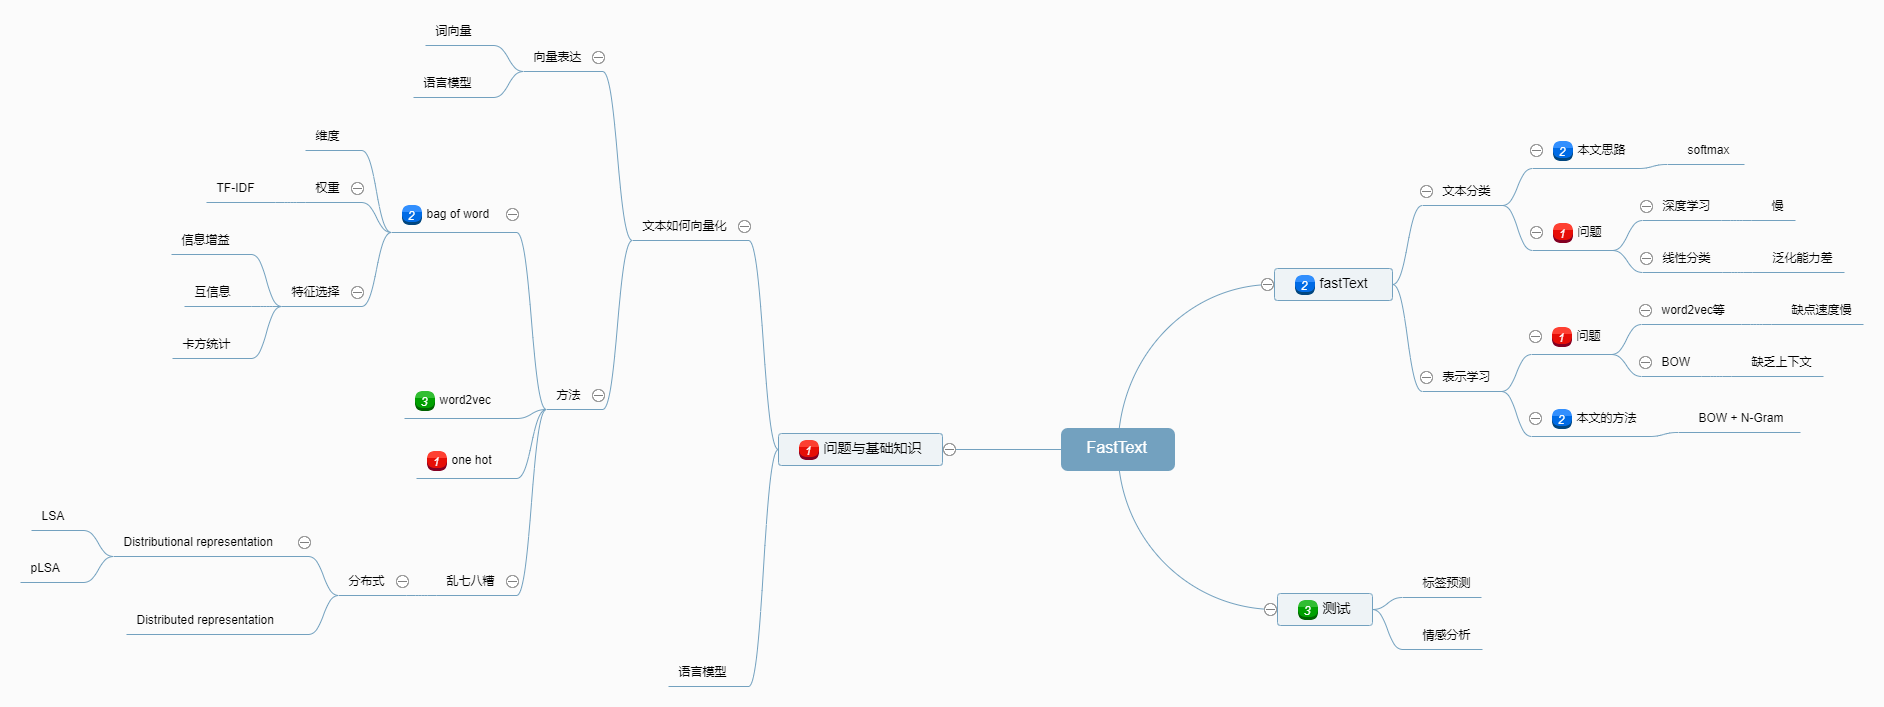 FastText
1 问题与基础知识
文本如何向量化
向量表达
词向量
语言模型
方法
2 bag of word
维度
权重
TF-IDF
特征选择
信息增益
互信息
卡方统计
3 word2vec
1 one hot
乱七八糟
分布式
Distributional representation
LSA
pLSA
Distributed representation
语言模型
2 fastText
文本分类
2 本文思路
softmax
1 问题
深度学习
慢
线性分类
泛化能力差
表示学习
1 问题
word2vec等
缺点速度慢
BOW
缺乏上下文
2 本文的方法
BOW + N-Gram
3 测试
标签预测
情感分析